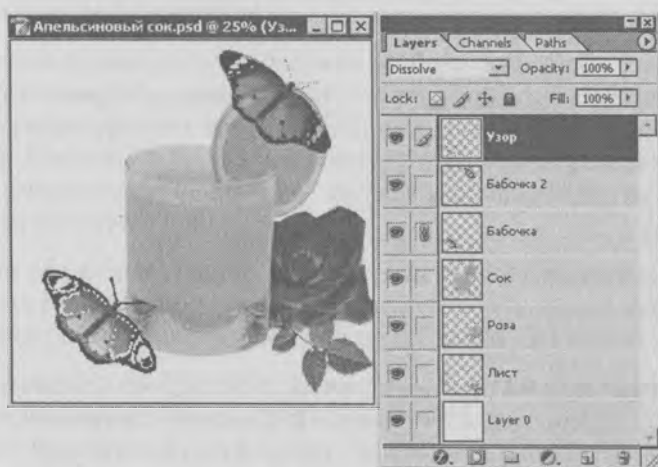 Апельсиновый сок.psd @ 25% (Уз...
Layers Channels Paths
Dissolve Opacity: 100%
Lock: Fill: 100%
Узор
Бабочка 2
Бабочка
Сок
Роза
Лист
Layer 0